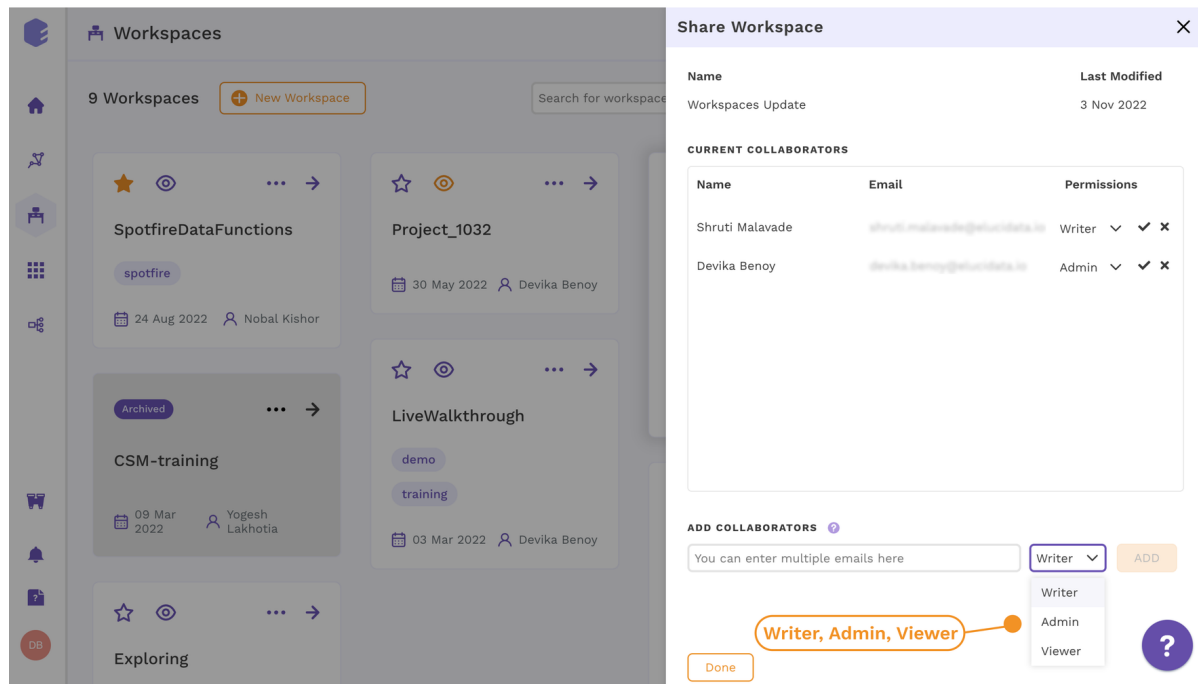 Workspaces
9 Workspaces
New Workspace
Search for workspace
SpotfireDataFunctions
spotfire
24 Aug 2022 Nobal Kishor
Archived
CSM-training
09 Mar 2022 Yogesh Lakhotia
Exploring
Project_1032
30 May 2022 Devika Benoy
LiveWalkthrough
demo
training
03 Mar 2022 Devika Benoy
DB
Share Workspace
Name Last Modified
Workspaces Update 3 Nov 2022
CURRENT COLLABORATORS
Name Email Permissions
Shruti Malavade Writer
Devika Benoy Admin
ADD COLLABORATORS ?
You can enter multiple emails here Writer ADD
Writer
Admin
Viewer
Writer, Admin, Viewer
Done
?